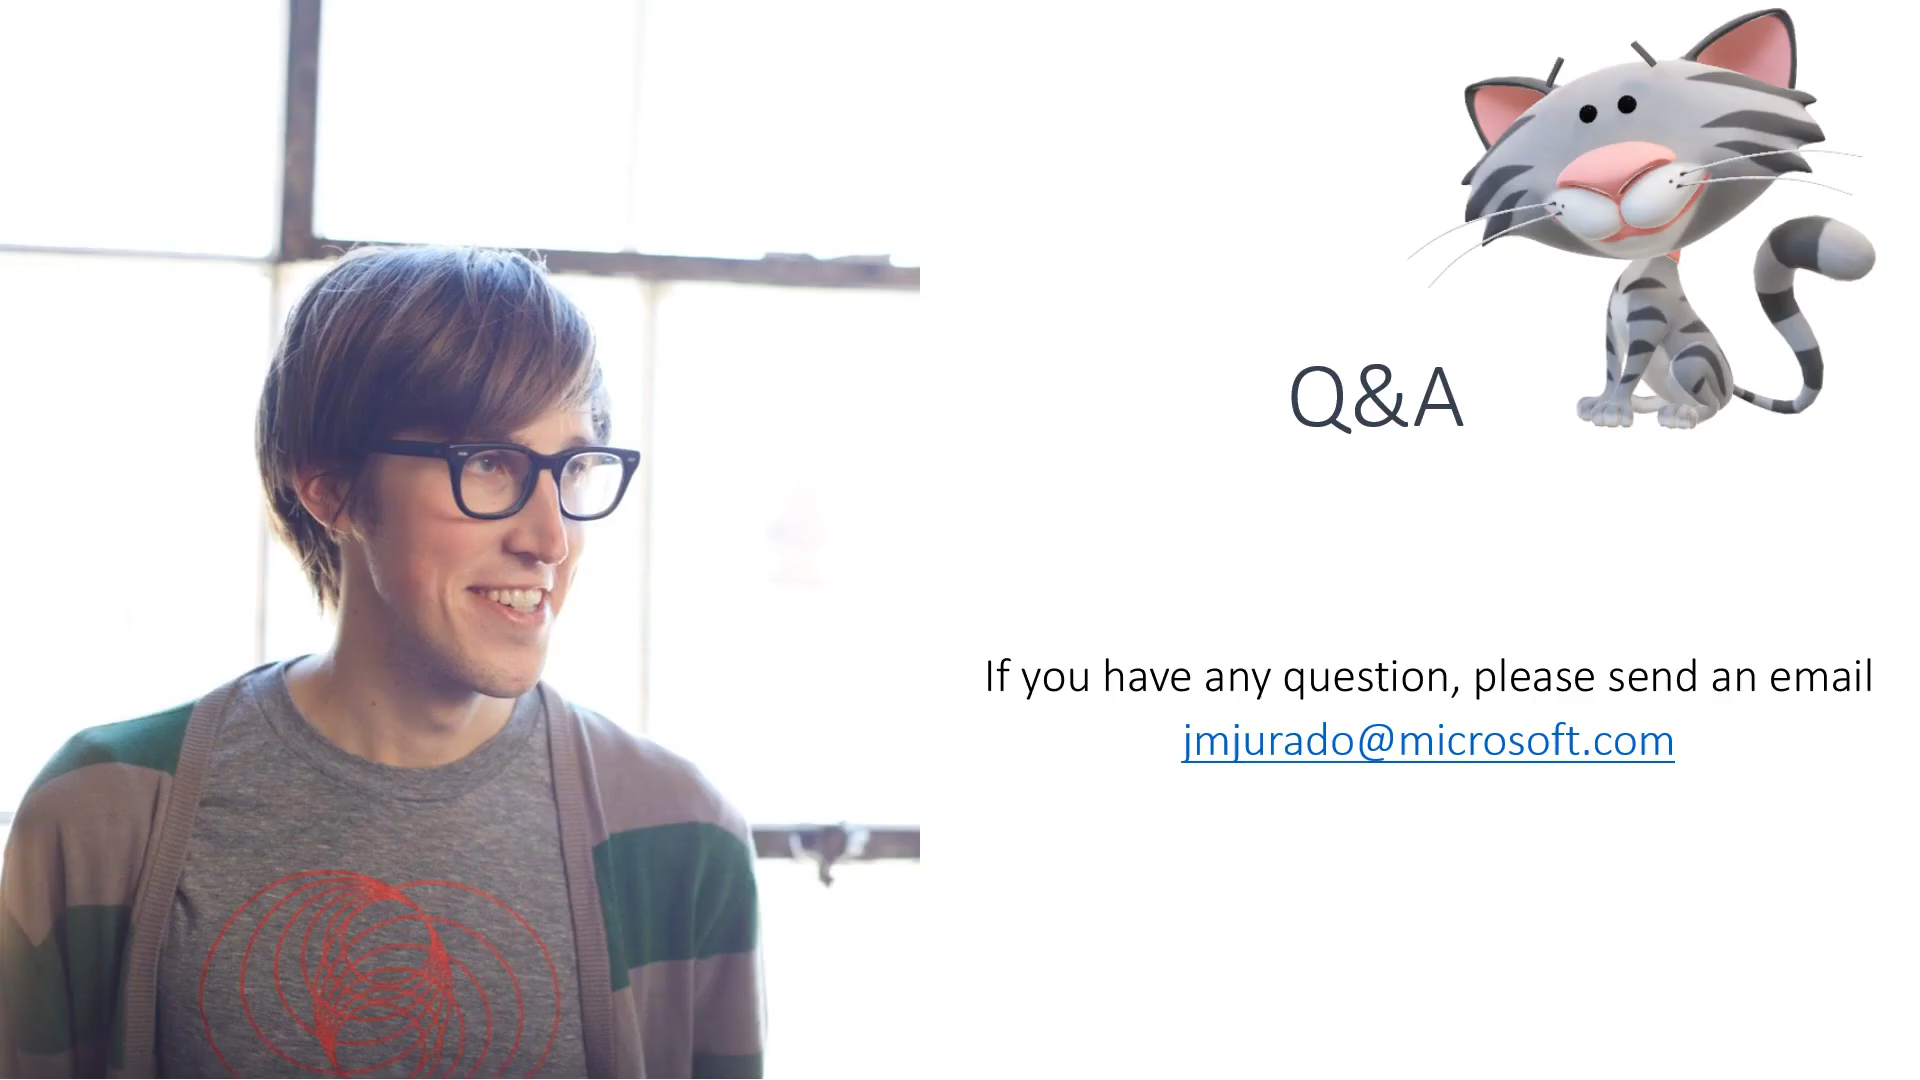 Q&A
If you have any question, please send an email
jmjurado@microsoft.com